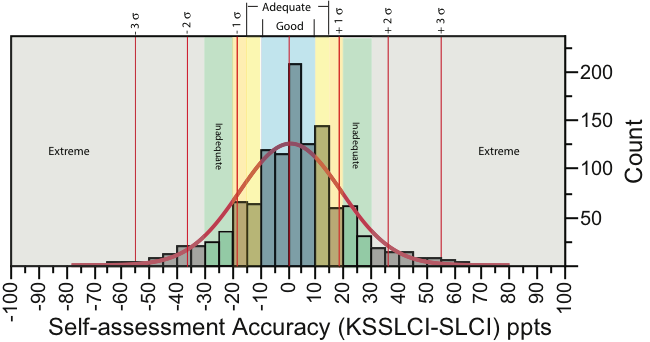 Adequate
- 3 σ
- 2 σ
- 1 σ
Good
+ 1 σ
+ 2 σ
+ 3 σ
Extreme
Inadequate
Inadequate
Extreme
200
150
100
50
Count
-100
-90
-80
-70
-60
-50
-40
-30
-20
-10
0
10
20
30
40
50
60
70
80
90
100
Self-assessment Accuracy (KSSLCI-SLCI) ppts